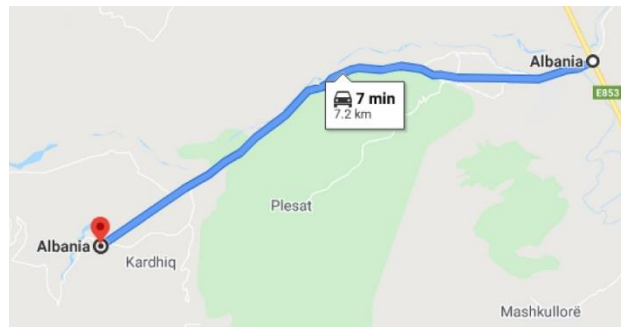 Albania
E853
7 min
7.2 km
Plesat
Albania
Kardhiq
Mashkullorë